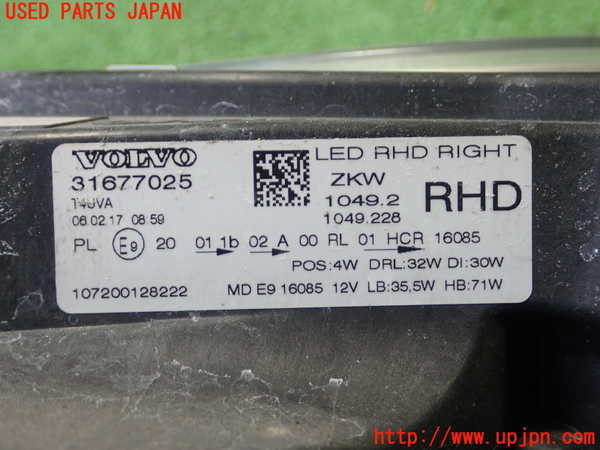 USED PARTS JAPAN
VOLVO
31677025
T4UVA
06.02.17 08:59
LED RHD RIGHT
ZKW
1049.2
1049.228
RHD
PL E9 20 01 1b 02 A 00 RL 01 HCR 16085
POS:4W DRL:32W DI:30W
107200128222 MD E9 16085 12V LB:35,5W HB:71W
http://www.upjpn.com/